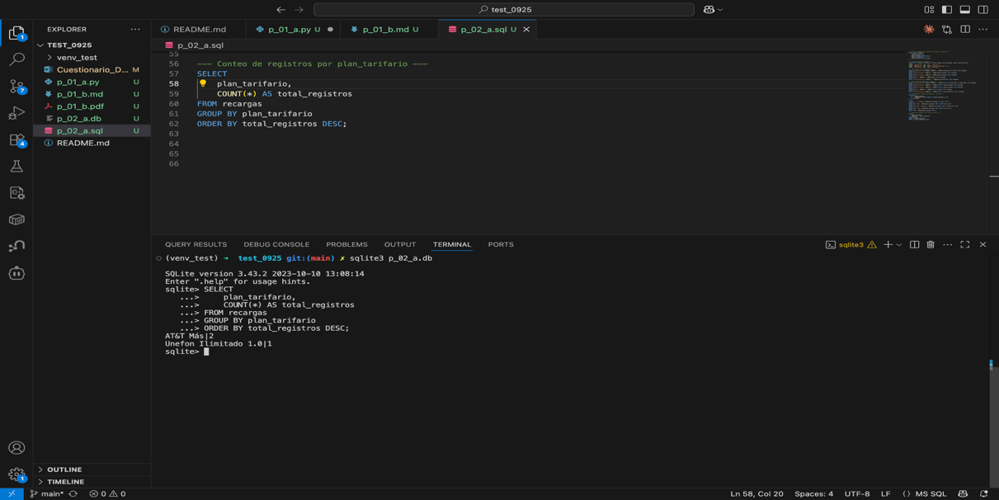 test_0925
EXPLORER
README.md
p_01_a.py U
p_01_b.md U
p_02_a.sql U
TEST_0925
p_02_a.sql
venv_test
Cuestionario_D... M
p_01_a.py U
p_01_b.md U
p_01_b.pdf U
p_02_a.db U
p_02_a.sql U
README.md
1
7
4
55
56 --- Conteo de registros por plan_tarifario ---
57 SELECT
58 plan_tarifario,
59 COUNT(*) AS total_registros
60 FROM recargas
61 GROUP BY plan_tarifario
62 ORDER BY total_registros DESC;
63
64
65
66
QUERY RESULTS DEBUG CONSOLE PROBLEMS OUTPUT TERMINAL PORTS
sqlite3
(venv_test) ➜ test_0925 git:(main) ✗ sqlite3 p_02_a.db
SQLite version 3.43.2 2023-10-10 13:08:14
Enter ".help" for usage hints.
sqlite> SELECT
...> plan_tarifario,
...> COUNT(*) AS total_registros
...> FROM recargas
...> GROUP BY plan_tarifario
...> ORDER BY total_registros DESC;
AT&T Más|2
Unefon Ilimitado 1.0|1
sqlite>
OUTLINE
TIMELINE
1
main* 0 0
Ln 58, Col 20 Spaces: 4 UTF-8 LF {} MS SQL